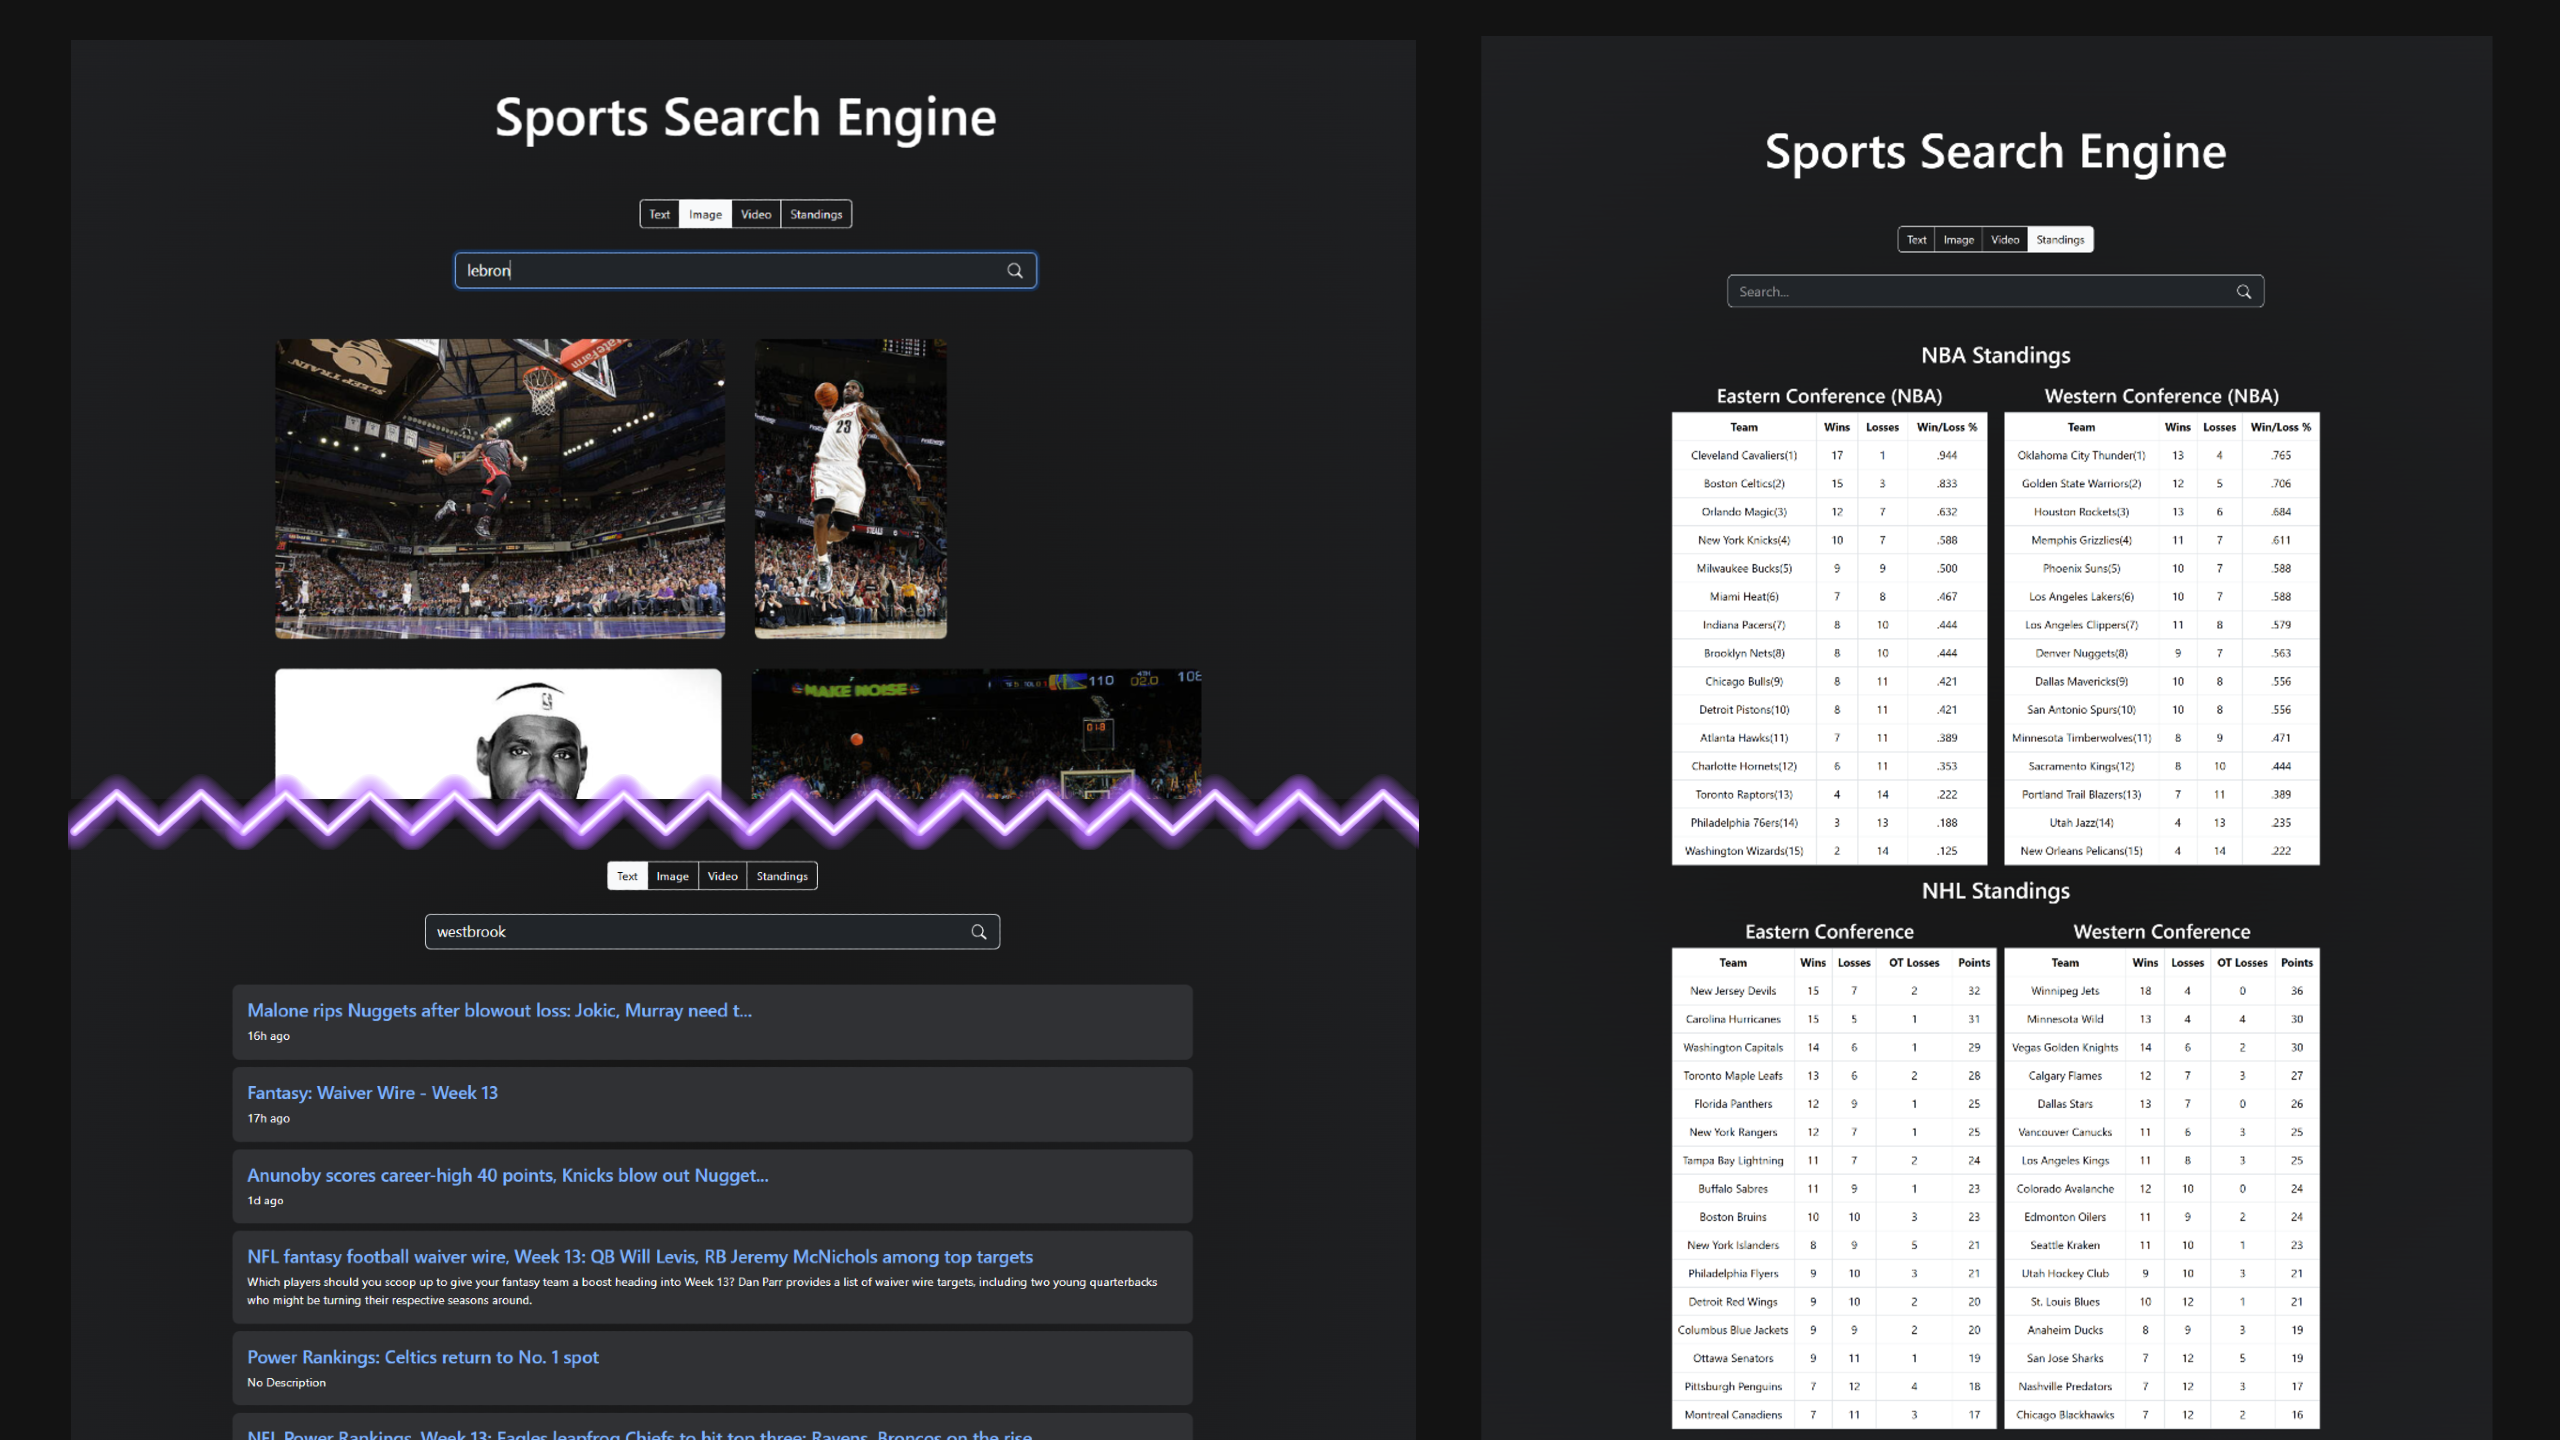 Sports Search Engine
Text Image Video Standings
lebron
SLEEP TRAIN
StateFarm
23
MAKE NOISE 110 02.0 108
01.8
Text Image Video Standings
westbrook
Malone rips Nuggets after blowout loss: Jokic, Murray need t...
16h ago
Fantasy: Waiver Wire - Week 13
17h ago
Anunoby scores career-high 40 points, Knicks blow out Nugget...
1d ago
NFL fantasy football waiver wire, Week 13: QB Will Levis, RB Jeremy McNichols among top targets
Which players should you scoop up to give your fantasy team a boost heading into Week 13? Dan Parr provides a list of waiver wire targets, including two young quarterbacks
who might be turning their respective seasons around.
Power Rankings: Celtics return to No. 1 spot
No Description
NFL Power Rankings, Week 13: Eagles leapfrog Chiefs to hit top three; Ravens, Broncos on the rise
Sports Search Engine
Text Image Video Standings
Search...
NBA Standings
Eastern Conference (NBA)
Team Wins Losses Win/Loss %
Cleveland Cavaliers(1) 17 1 .944
Boston Celtics(2) 15 3 .833
Orlando Magic(3) 12 7 .632
New York Knicks(4) 10 7 .588
Milwaukee Bucks(5) 9 9 .500
Miami Heat(6) 7 8 .467
Indiana Pacers(7) 8 10 .444
Brooklyn Nets(8) 8 10 .444
Chicago Bulls(9) 8 11 .421
Detroit Pistons(10) 8 11 .421
Atlanta Hawks(11) 7 11 .389
Charlotte Hornets(12) 6 11 .353
Toronto Raptors(13) 4 14 .222
Philadelphia 76ers(14) 3 13 .188
Washington Wizards(15) 2 14 .125
Western Conference (NBA)
Team Wins Losses Win/Loss %
Oklahoma City Thunder(1) 13 4 .765
Golden State Warriors(2) 12 5 .706
Houston Rockets(3) 13 6 .684
Memphis Grizzlies(4) 11 7 .611
Phoenix Suns(5) 10 7 .588
Los Angeles Lakers(6) 10 7 .588
Los Angeles Clippers(7) 11 8 .579
Denver Nuggets(8) 9 7 .563
Dallas Mavericks(9) 10 8 .556
San Antonio Spurs(10) 10 8 .556
Minnesota Timberwolves(11) 8 9 .471
Sacramento Kings(12) 8 10 .444
Portland Trail Blazers(13) 7 11 .389
Utah Jazz(14) 4 13 .235
New Orleans Pelicans(15) 4 14 .222
NHL Standings
Eastern Conference
Team Wins Losses OT Losses Points
New Jersey Devils 15 7 2 32
Carolina Hurricanes 15 5 1 31
Washington Capitals 14 6 1 29
Toronto Maple Leafs 13 6 2 28
Florida Panthers 12 9 1 25
New York Rangers 12 7 1 25
Tampa Bay Lightning 11 7 2 24
Buffalo Sabres 11 9 1 23
Boston Bruins 10 10 3 23
New York Islanders 8 9 5 21
Philadelphia Flyers 9 10 3 21
Detroit Red Wings 9 10 2 20
Columbus Blue Jackets 9 9 2 20
Ottawa Senators 9 11 1 19
Pittsburgh Penguins 7 12 4 18
Montreal Canadiens 7 11 3 17
Western Conference
Team Wins Losses OT Losses Points
Winnipeg Jets 18 4 0 36
Minnesota Wild 13 4 4 30
Vegas Golden Knights 14 6 2 30
Calgary Flames 12 7 3 27
Dallas Stars 13 7 0 26
Vancouver Canucks 11 6 3 25
Los Angeles Kings 11 8 3 25
Colorado Avalanche 12 10 0 24
Edmonton Oilers 11 9 2 24
Seattle Kraken 11 10 1 23
Utah Hockey Club 9 10 3 21
St. Louis Blues 10 12 1 21
Anaheim Ducks 8 9 3 19
San Jose Sharks 7 12 5 19
Nashville Predators 7 12 3 17
Chicago Blackhawks 7 12 2 16